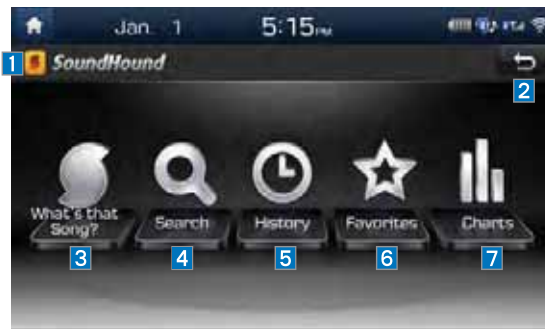 Jan. 1 5:15PM
1 SoundHound
2
What's that Song?
Search
History
Favorites
Charts
3 4 5 6 7